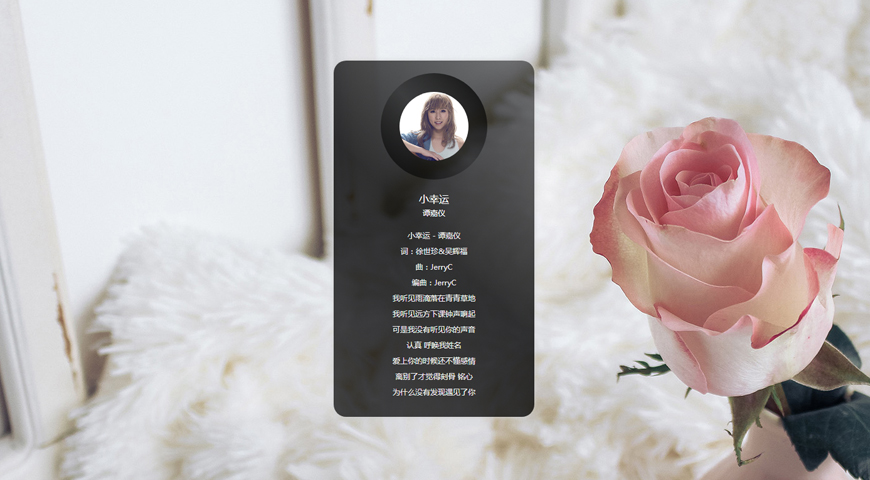 小幸运
谭嘉仪
小幸运 - 谭嘉仪
词：徐世珍&吴辉福
曲：JerryC
编曲：JerryC
我听见雨滴落在青青草地
我听见远方下课钟声响起
可是我没有听见你的声音
认真 呼唤我姓名
爱上你的时候还不懂感情
离别了才觉得刻骨 铭心
为什么没有发现遇见了你